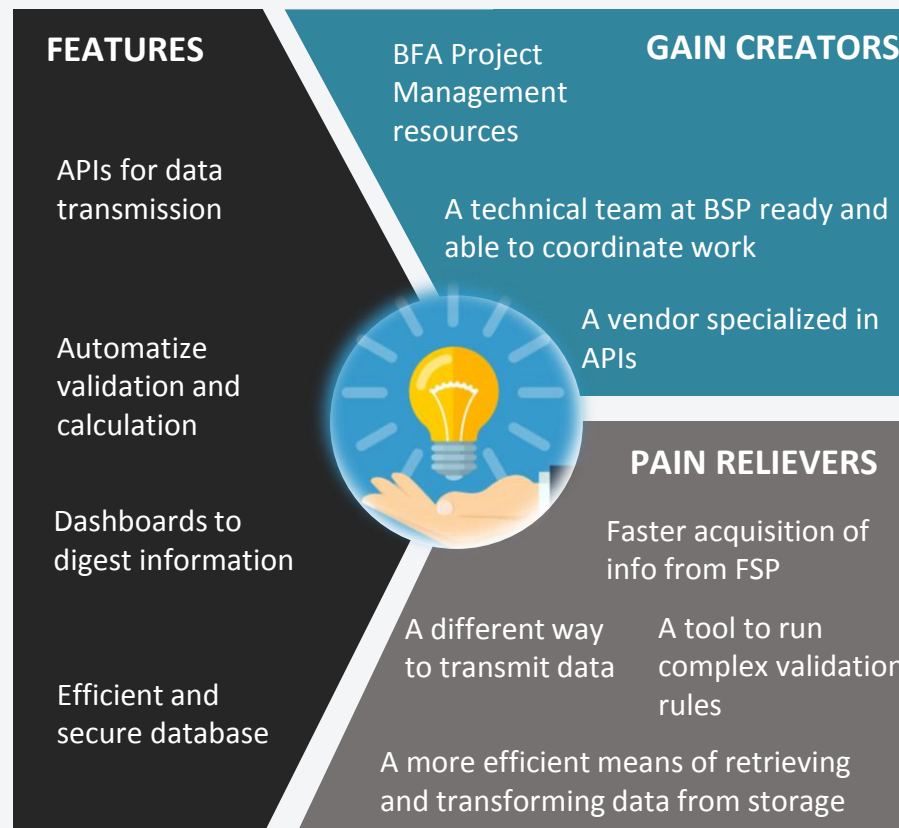 FEATURES
APIs for data
transmission
Automatize
validation and
calculation
Dashboards to
digest information
Efficient and
secure database
GAIN CREATORS
BFA Project
Management
resources
A technical team at BSP ready and
able to coordinate work
A vendor specialized in
APIs
PAIN RELIEVERS
Faster acquisition of
info from FSP
A different way
to transmit data
A tool to run
complex validation
rules
A more efficient means of retrieving
and transforming data from storage